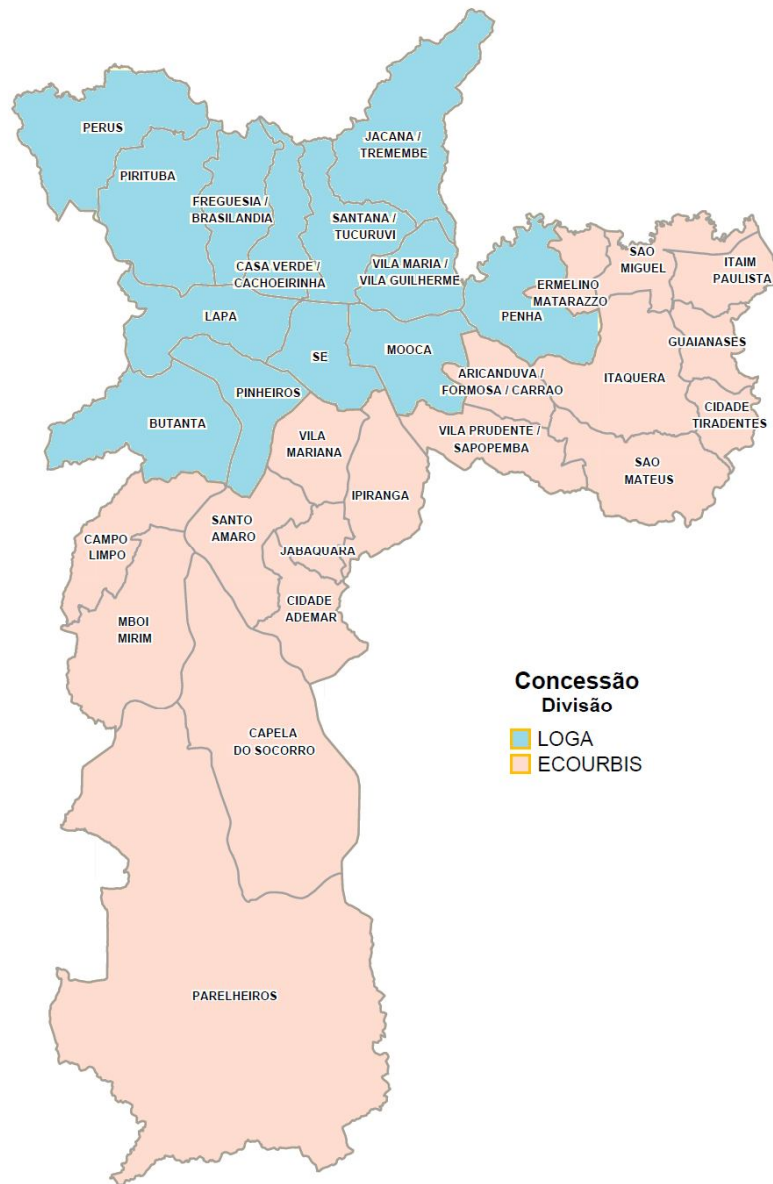 PERUS
JACANA /
TREMEMBE
PIRITUBA
FREGUESIA /
BRASILANDIA
SANTANA /
TUCURUVI
CASA VERDE /
CACHOEIRINHA
VILA MARIA /
VILA GUILHERME
SAO
MIGUEL
ITAIM
PAULISTA
ERMELINO
MATARAZZO
LAPA
PENHA
SE
MOOCA
GUAIANASES
ARICANDUVA /
FORMOSA / CARRAO
ITAQUERA
PINHEIROS
BUTANTA
CIDADE
TIRADENTES
VILA
MARIANA
VILA PRUDENTE /
SAPOPEMBA
SAO
MATEUS
IPIRANGA
SANTO
AMARO
CAMPO
LIMPO
JABAQUARA
CIDADE
ADEMAR
MBOI
MIRIM
CAPELA
DO SOCORRO
Concessão
Divisão
LOGA
ECOURBIS
PARELHEIROS